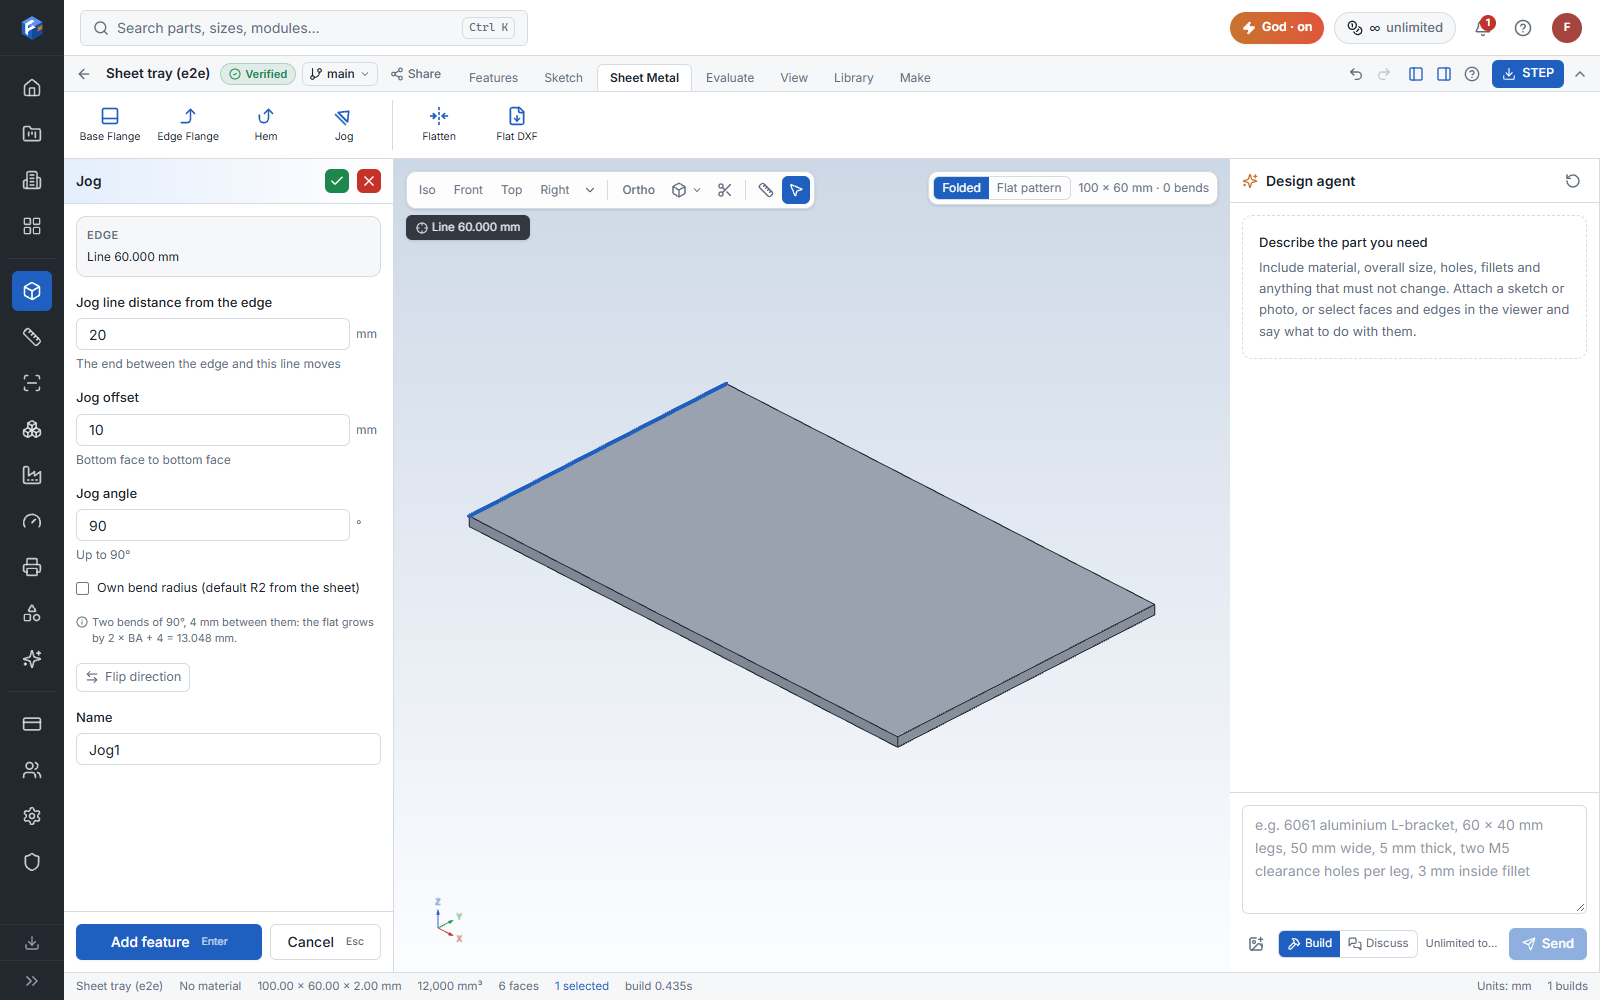 Search parts, sizes, modules...
Ctrl K
God · on
∞ unlimited
1
F
Sheet tray (e2e)
Verified
main
Share
Features
Sketch
Sheet Metal
Evaluate
View
Library
Make
STEP
Base Flange
Edge Flange
Hem
Jog
Flatten
Flat DXF
Jog
EDGE
Line 60.000 mm
Jog line distance from the edge
20 mm
The end between the edge and this line moves
Jog offset
10 mm
Bottom face to bottom face
Jog angle
90 °
Up to 90°
Own bend radius (default R2 from the sheet)
Two bends of 90°, 4 mm between them: the flat grows
by 2 × BA + 4 = 13.048 mm.
Flip direction
Name
Jog1
Add feature Enter
Cancel Esc
Iso
Front
Top
Right
Ortho
Line 60.000 mm
Folded
Flat pattern
100 × 60 mm · 0 bends
Z
Y
X
Design agent
Describe the part you need
Include material, overall size, holes, fillets and
anything that must not change. Attach a sketch or
photo, or select faces and edges in the viewer and
say what to do with them.
e.g. 6061 aluminium L-bracket, 60 × 40 mm
legs, 50 mm wide, 5 mm thick, two M5
clearance holes per leg, 3 mm inside fillet
Build
Discuss
Unlimited to...
Send
Sheet tray (e2e)
No material
100.00 × 60.00 × 2.00 mm
12,000 mm³
6 faces
1 selected
build 0.435s
Units: mm
1 builds